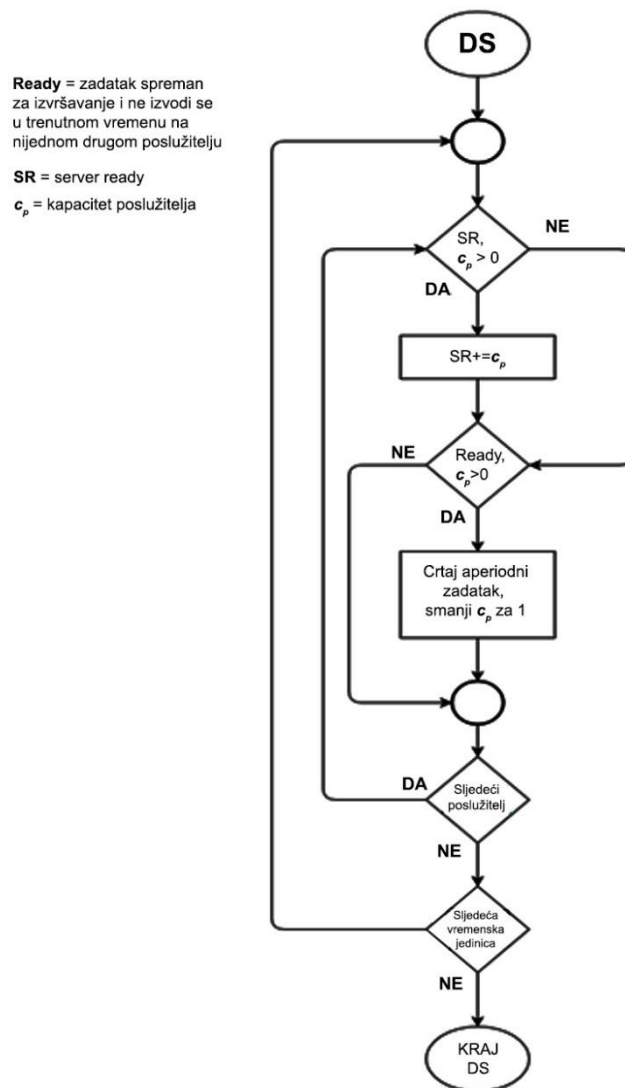 DS
Ready = zadatak spreman
za izvršavanje i ne izvodi se
u trenutnom vremenu na
nijednom drugom poslužitelju
SR = server ready
cₚ = kapacitet poslužitelja
SR,
cₚ > 0
NE
DA
SR+=cₚ
Ready,
cₚ>0
NE
DA
Crtaj aperiodni
zadatak,
smanji cₚ za 1
Sljedeći
poslužitelj
DA
NE
Sljedeća
vremenska
jedinica
NE
KRAJ
DS